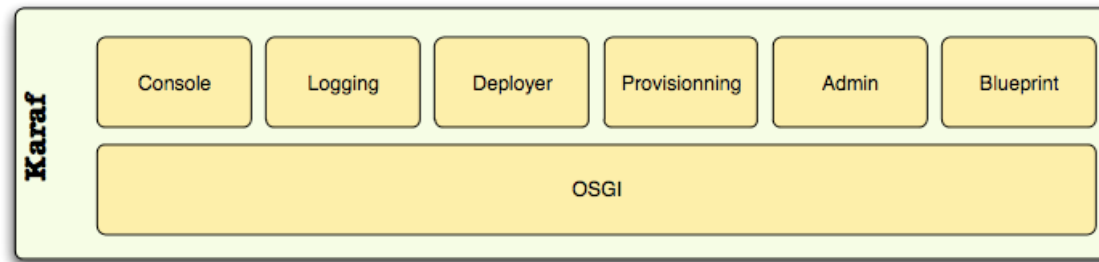 Karaf
Console
Logging
Deployer
Provisionning
Admin
Blueprint
OSGI